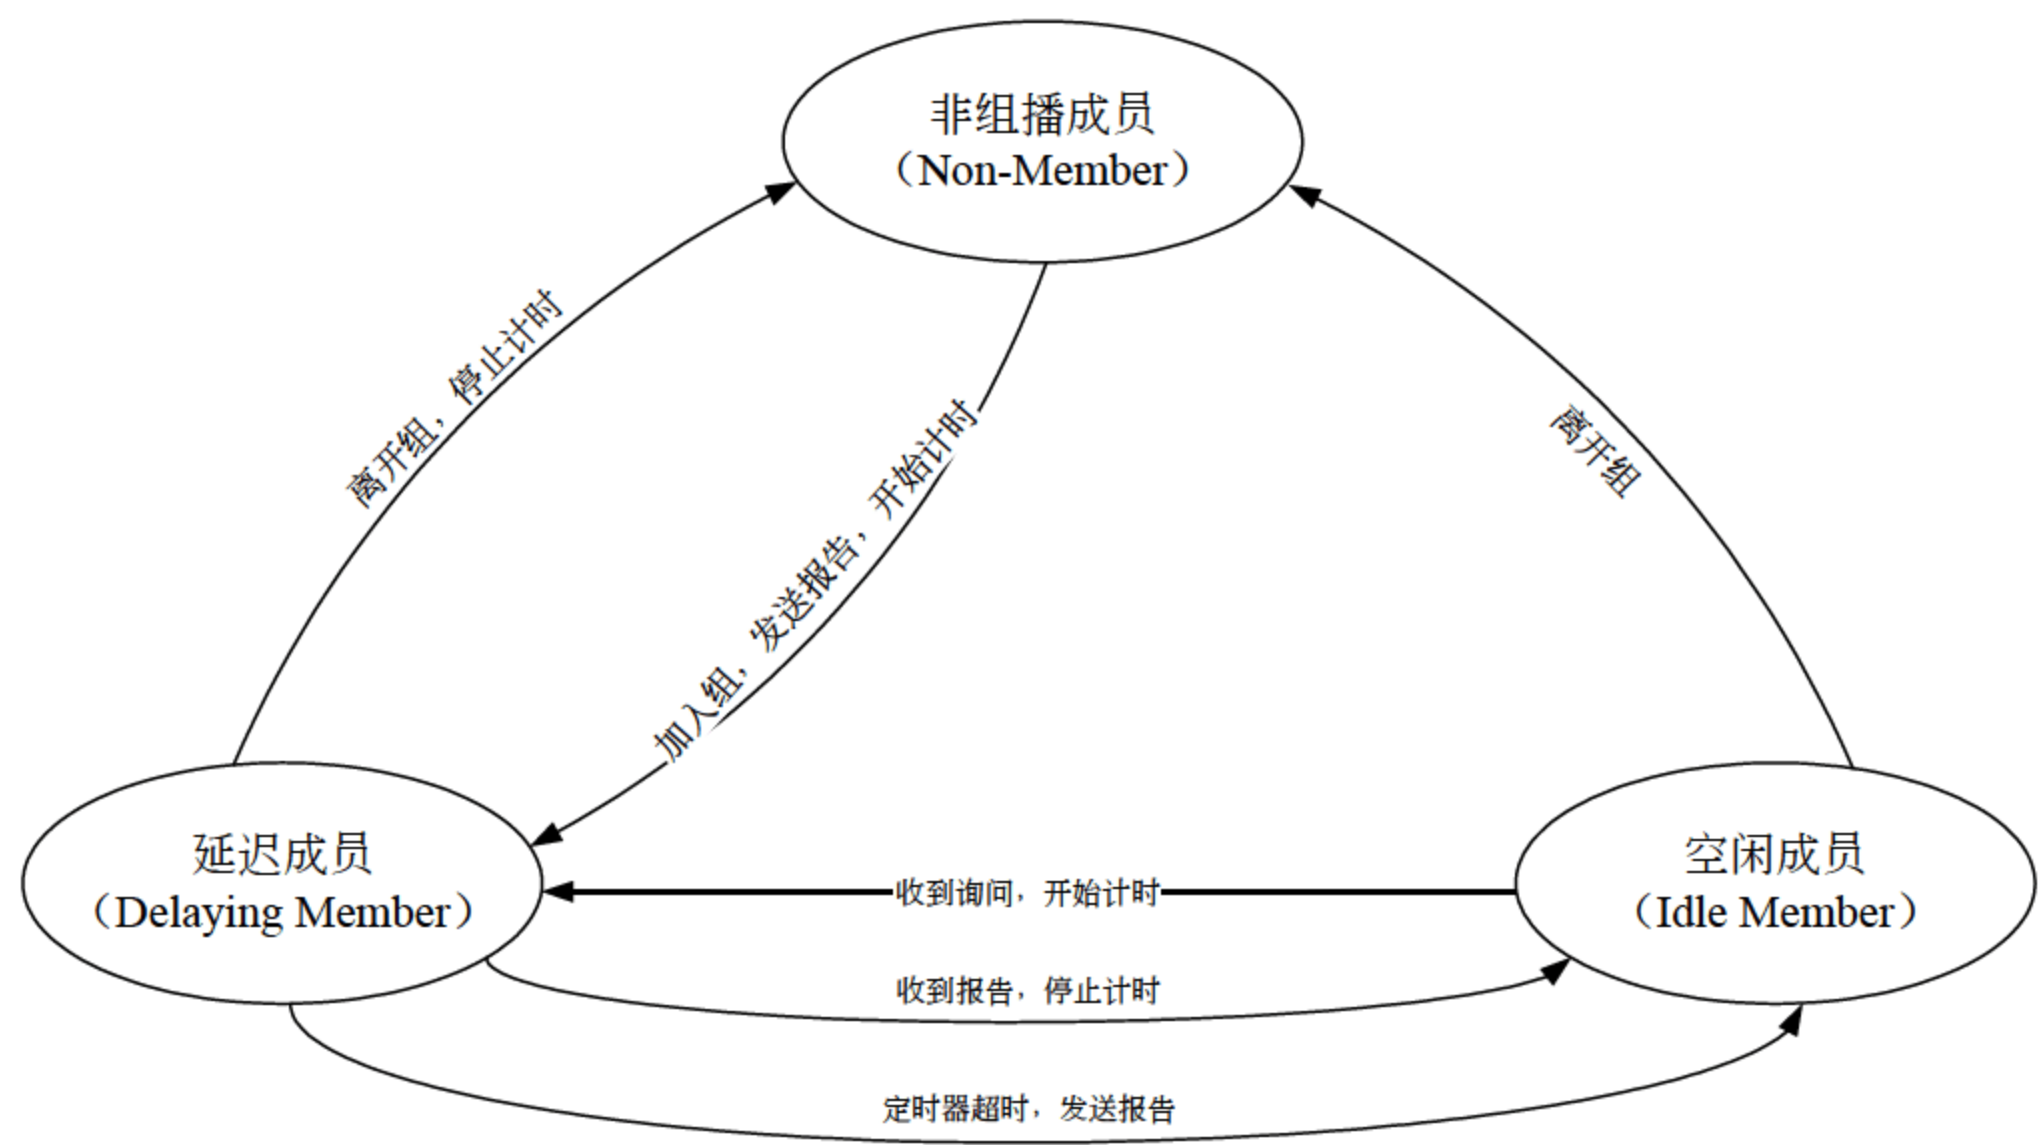 非组播成员
（Non-Member）
离开组，停止计时
加入组，发送报告，开始计时
离开组
延迟成员
（Delaying Member）
收到询问，开始计时
空闲成员
（Idle Member）
收到报告，停止计时
定时器超时，发送报告